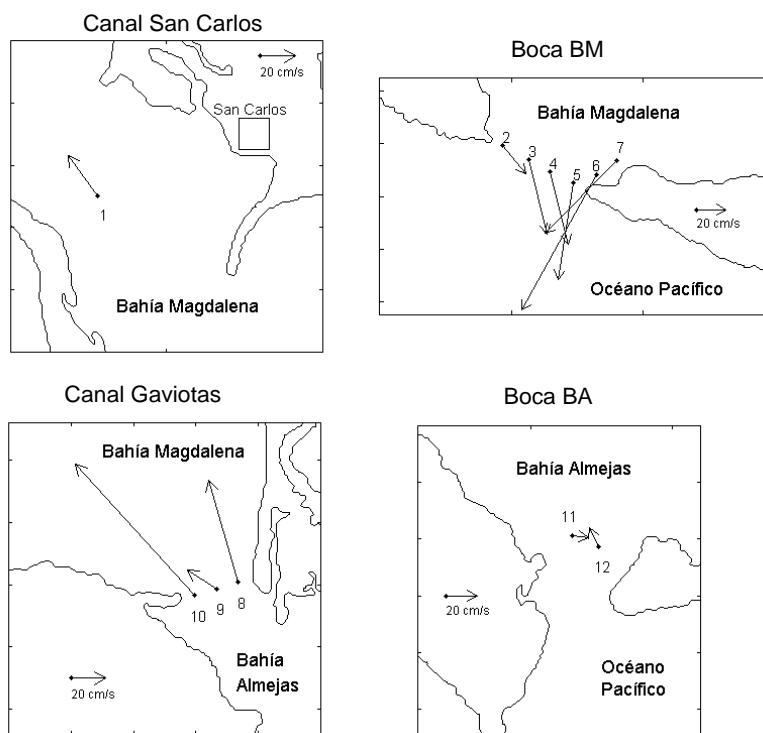 Canal San Carlos
20 cm/s
San Carlos
1
Bahía Magdalena
Boca BM
Bahía Magdalena
2
3
4
5
6
7
20 cm/s
Océano Pacífico
Canal Gaviotas
Bahía Magdalena
10
9
8
Bahía
Almejas
20 cm/s
Boca BA
Bahía Almejas
11
12
20 cm/s
Océano
Pacífico